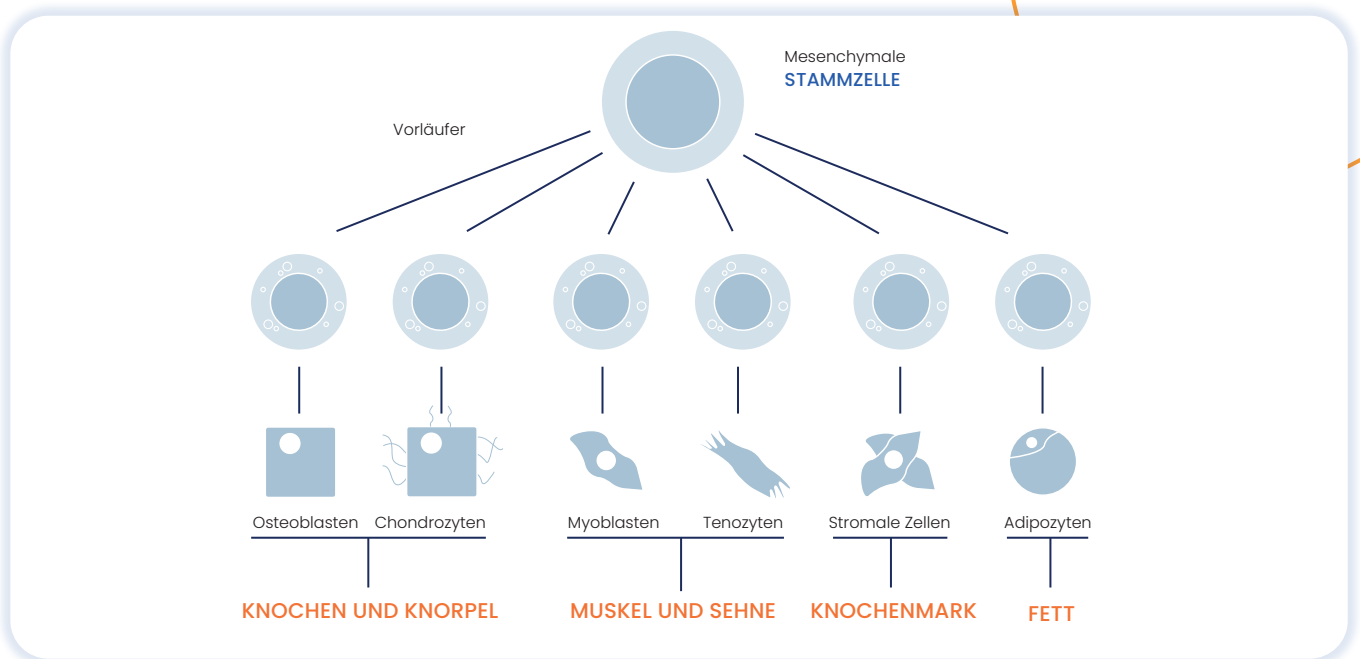 Mesenchymale
STAMMZELLE
Vorläufer
Osteoblasten
Chondrozyten
Myoblasten
Tenozyten
Stromale Zellen
Adipozyten
KNOCHEN UND KNORPEL
MUSKEL UND SEHNE
KNOCHENMARK
FETT